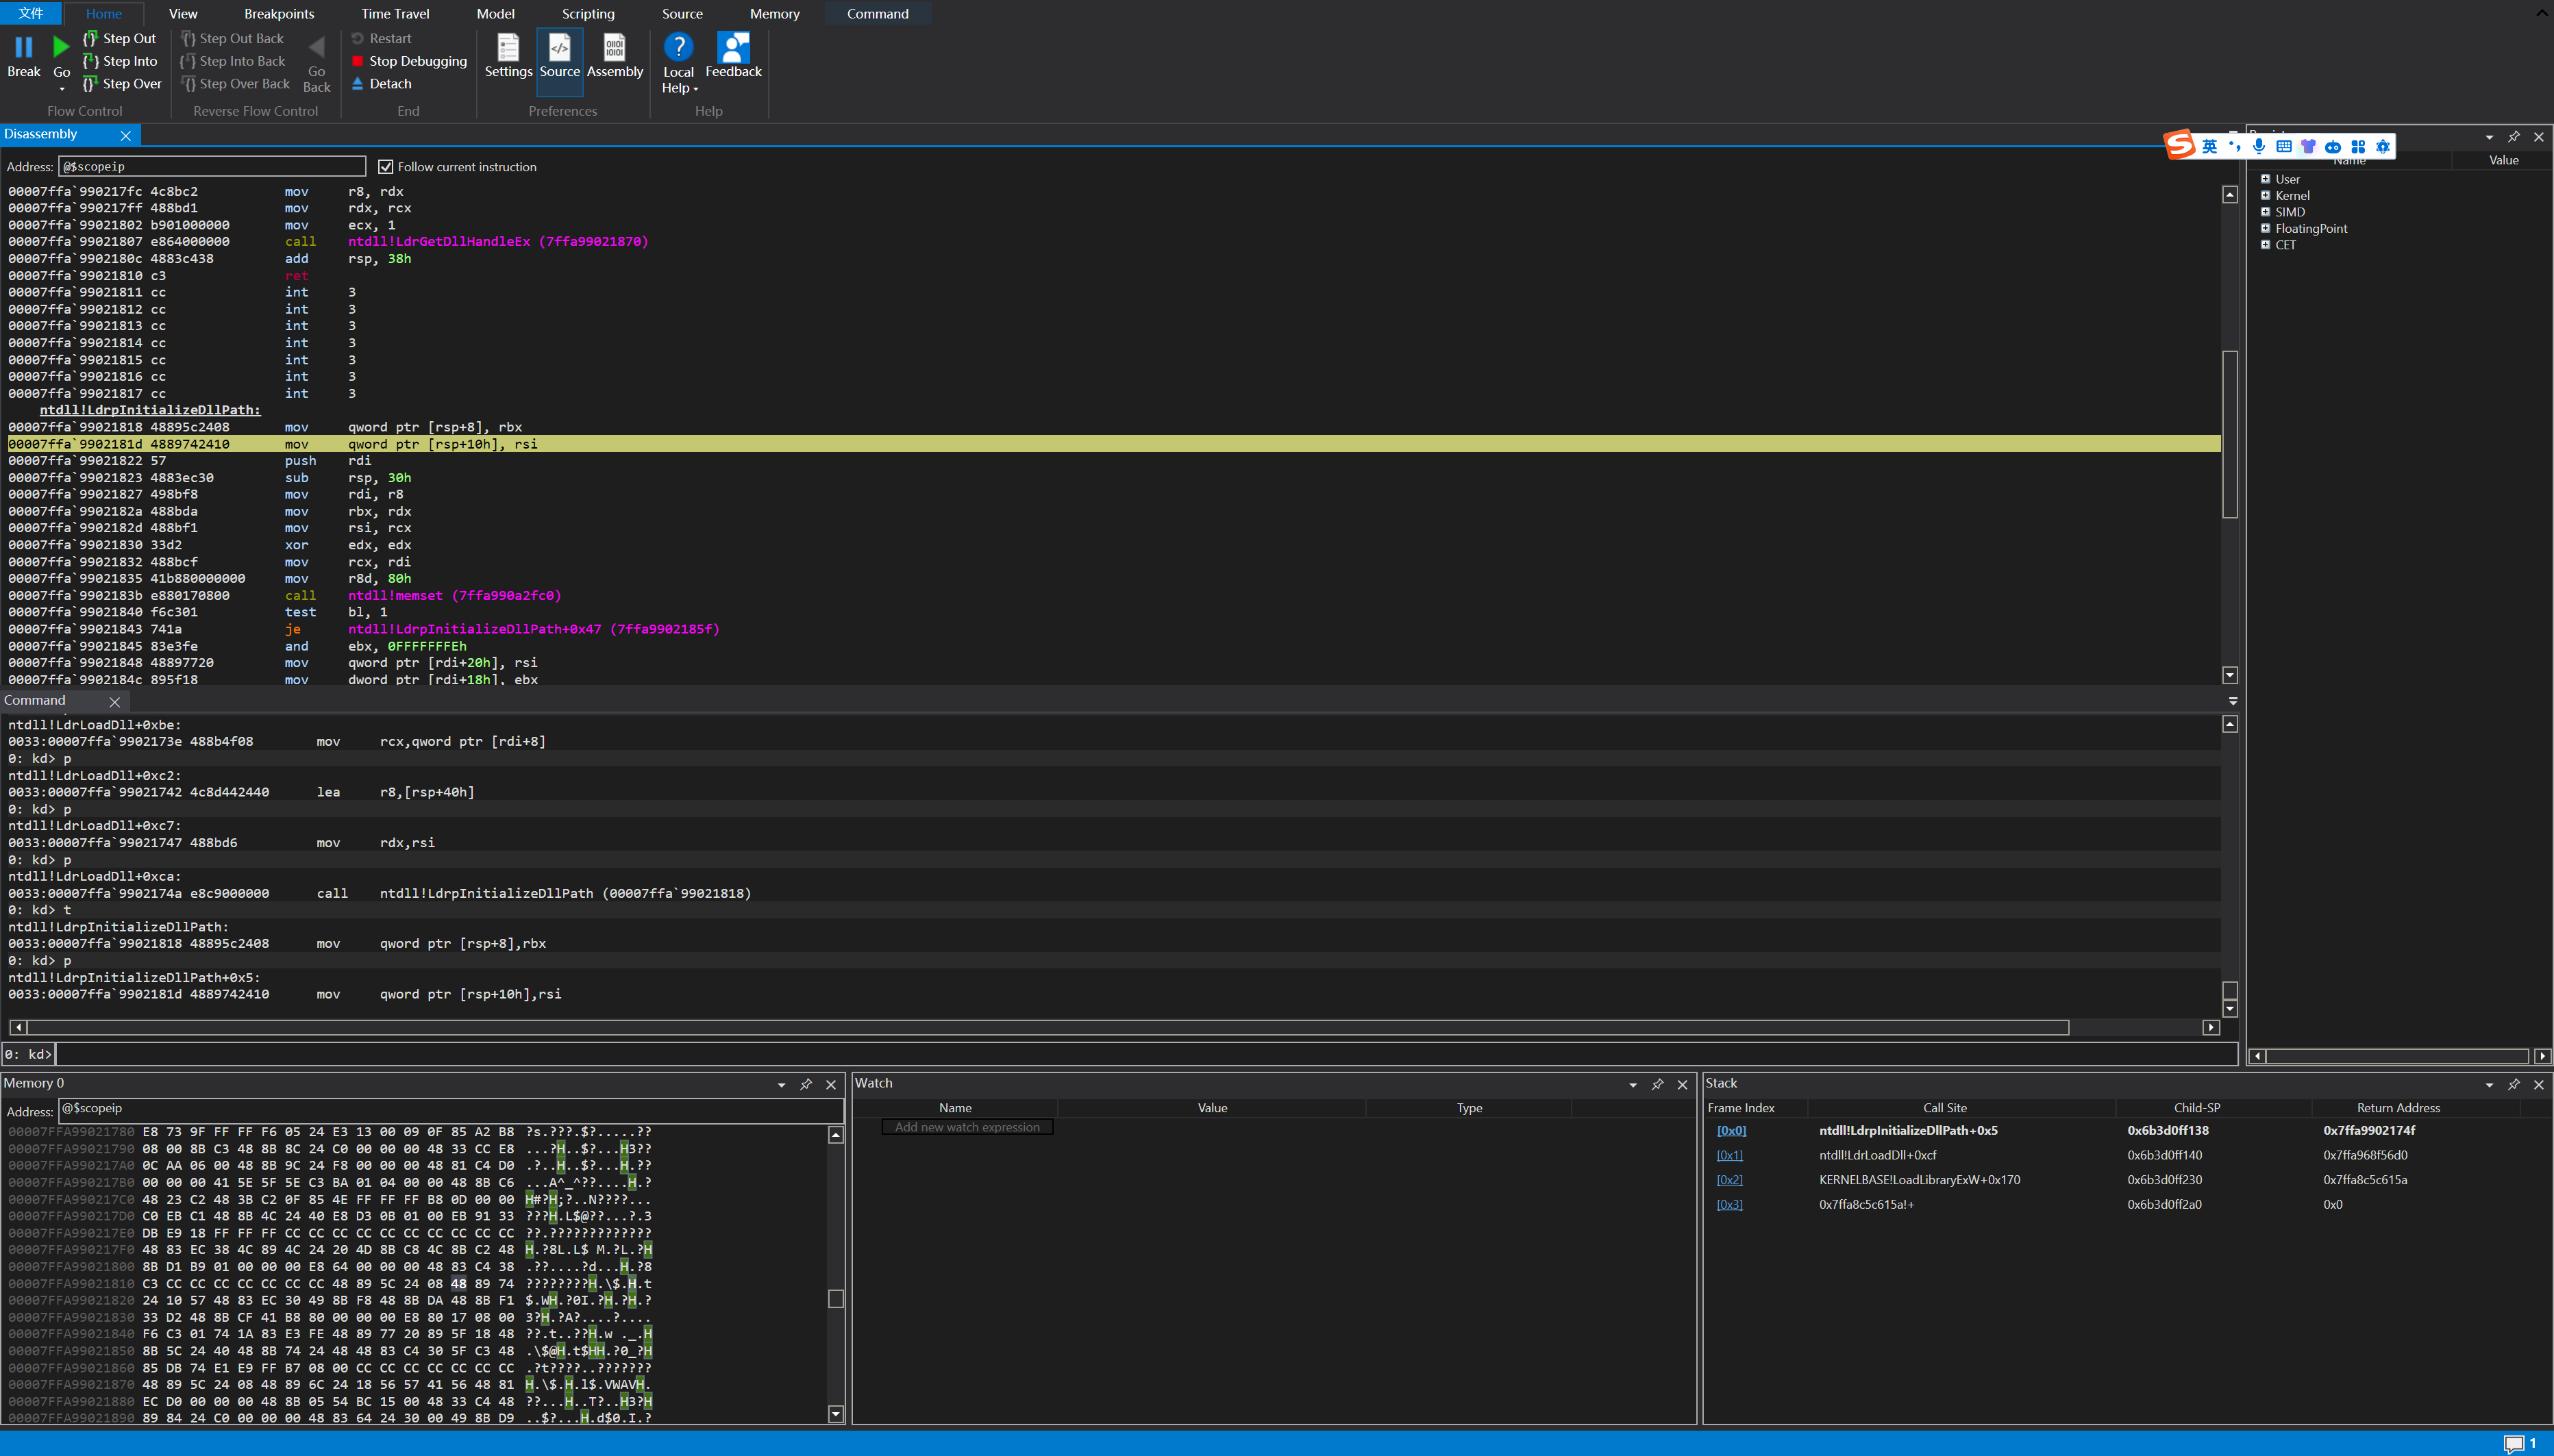 文件 Home View Breakpoints Time Travel Model Scripting Source Memory Command
Break
Go
Step Out
Step Into
Step Over
Flow Control
Step Out Back
Step Into Back
Step Over Back
Go Back
Reverse Flow Control
Restart
Stop Debugging
Detach
End
Settings Source Assembly
Preferences
Local Help
Feedback
Help
Disassembly
Address: @$scopeip Follow current instruction
00007ffa`990217fc 4c8bc2 mov r8, rdx
00007ffa`990217ff 488bd1 mov rdx, rcx
00007ffa`99021802 b901000000 mov ecx, 1
00007ffa`99021807 e864000000 call ntdll!LdrGetDllHandleEx (7ffa99021870)
00007ffa`9902180c 4883c438 add rsp, 38h
00007ffa`99021810 c3 ret
00007ffa`99021811 cc int 3
00007ffa`99021812 cc int 3
00007ffa`99021813 cc int 3
00007ffa`99021814 cc int 3
00007ffa`99021815 cc int 3
00007ffa`99021816 cc int 3
00007ffa`99021817 cc int 3
ntdll!LdrpInitializeDllPath:
00007ffa`99021818 48895c2408 mov qword ptr [rsp+8], rbx
00007ffa`9902181d 4889742410 mov qword ptr [rsp+10h], rsi
00007ffa`99021822 57 push rdi
00007ffa`99021823 4883ec30 sub rsp, 30h
00007ffa`99021827 498bf8 mov rdi, r8
00007ffa`9902182a 488bda mov rbx, rdx
00007ffa`9902182d 488bf1 mov rsi, rcx
00007ffa`99021830 33d2 xor edx, edx
00007ffa`99021832 488bcf mov rcx, rdi
00007ffa`99021835 41b880000000 mov r8d, 80h
00007ffa`9902183b e880170800 call ntdll!memset (7ffa990a2fc0)
00007ffa`99021840 f6c301 test bl, 1
00007ffa`99021843 741a je ntdll!LdrpInitializeDllPath+0x47 (7ffa9902185f)
00007ffa`99021845 83e3fe and ebx, 0FFFFFFFEh
00007ffa`99021848 48897720 mov qword ptr [rdi+20h], rsi
00007ffa`9902184c 895f18 mov dword ptr [rdi+18h], ebx
英
Name Value
User
Kernel
SIMD
FloatingPoint
CET
Command
ntdll!LdrLoadDll+0xbe:
0033:00007ffa`9902173e 488b4f08 mov rcx,qword ptr [rdi+8]
0: kd> p
ntdll!LdrLoadDll+0xc2:
0033:00007ffa`99021742 4c8d442440 lea r8,[rsp+40h]
0: kd> p
ntdll!LdrLoadDll+0xc7:
0033:00007ffa`99021747 488bd6 mov rdx,rsi
0: kd> p
ntdll!LdrLoadDll+0xca:
0033:00007ffa`9902174a e8c9000000 call ntdll!LdrpInitializeDllPath (00007ffa`99021818)
0: kd> t
ntdll!LdrpInitializeDllPath:
0033:00007ffa`99021818 48895c2408 mov qword ptr [rsp+8],rbx
0: kd> p
ntdll!LdrpInitializeDllPath+0x5:
0033:00007ffa`9902181d 4889742410 mov qword ptr [rsp+10h],rsi
0: kd>
Memory 0
Address: @$scopeip
00007FFA99021780 E8 73 9F FF FF F6 05 24 E3 13 00 09 0F 85 A2 B8 ?s.???.$?.....??
00007FFA99021790 08 00 8B C3 48 8B 8C 24 C0 00 00 00 48 33 CC E8 ...?H..$?...H3??
00007FFA990217A0 0C AA 06 00 48 8B 9C 24 F8 00 00 00 48 81 C4 D0 .?..H..$?...H.??
00007FFA990217B0 00 00 00 41 5E 5F 5E C3 BA 01 04 00 00 48 8B C6 ...A^_^??....H.?
00007FFA990217C0 48 23 C2 48 3B C2 0F 85 4E FF FF FF B8 0D 00 00 H#?H;?..N????...
00007FFA990217D0 C0 EB C1 48 8B 4C 24 40 E8 D3 0B 01 00 EB 91 33 ???H.L$@??...?.3
00007FFA990217E0 DB E9 18 FF FF FF CC CC CC CC CC CC CC CC CC CC ??.?????????????
00007FFA990217F0 48 83 EC 38 4C 89 4C 24 20 4D 8B C8 4C 8B C2 48 H.?8L.L$ M.?L.?H
00007FFA99021800 8B D1 B9 01 00 00 00 E8 64 00 00 00 48 83 C4 38 .??....?d...H.?8
00007FFA99021810 C3 CC CC CC CC CC CC CC 48 89 5C 24 08 48 89 74 ????????H.\$.H.t
00007FFA99021820 24 10 57 48 83 EC 30 49 8B F8 48 8B DA 48 8B F1 $.WH.?0I.?H.?H.?
00007FFA99021830 33 D2 48 8B CF 41 B8 80 00 00 00 E8 80 17 08 00 3?H.?A?....?....
00007FFA99021840 F6 C3 01 74 1A 83 E3 FE 48 89 77 20 89 5F 18 48 ??.t..??H.w ._.H
00007FFA99021850 8B 5C 24 40 48 8B 74 24 48 48 83 C4 30 5F C3 48 .\$@H.t$HH.?0_?H
00007FFA99021860 85 DB 74 E1 E9 FF B7 08 00 CC CC CC CC CC CC CC .?t????..???????
00007FFA99021870 48 89 5C 24 08 48 89 6C 24 18 56 57 41 56 48 81 H.\$.H.l$.VWAVH.
00007FFA99021880 EC D0 00 00 00 48 8B 05 54 BC 15 00 48 33 C4 48 ??...H..T?..H3?H
00007FFA99021890 89 84 24 C0 00 00 00 48 83 64 24 30 00 49 8B D9 ..$?...H.d$0.I.?
Watch
Name Value Type
Add new watch expression
Stack
Frame Index Call Site Child-SP Return Address
[0x0] ntdll!LdrpInitializeDllPath+0x5 0x6b3d0ff138 0x7ffa9902174f
[0x1] ntdll!LdrLoadDll+0xcf 0x6b3d0ff140 0x7ffa968f56d0
[0x2] KERNELBASE!LoadLibraryExW+0x170 0x6b3d0ff230 0x7ffa8c5c615a
[0x3] 0x7ffa8c5c615a!+ 0x6b3d0ff2a0 0x0
1